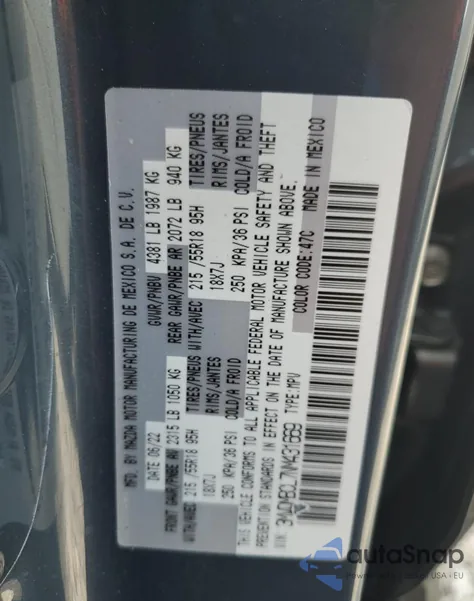 MFD. BY MAZDA MOTOR MANUFACTURING DE MEXICO S.A. DE C.V.
DATE 06/22 GVWR/PNBV 4381 LB 1987 KG
FRONT GAWR/PNBE AV 2315 LB 1050 KG REAR GAWR/PNBE AR 2072 LB 940 KG
WITH/AVEC 215/55R18 95H TIRES/PNEUS WITH/AVEC 215/55R18 95H TIRES/PNEUS
18X7J RIMS/JANTES 18X7J RIMS/JANTES
250 KPA/36 PSI COLD/A FROID 250 KPA/36 PSI COLD/A FROID
THIS VEHICLE CONFORMS TO ALL APPLICABLE FEDERAL MOTOR VEHICLE SAFETY AND THEFT
PREVENTION STANDARDS IN EFFECT ON THE DATE OF MANUFACTURE SHOWN ABOVE.
COLOR CODE:47C MADE IN MEXICO
TYPE:MPV
autoSnap
USA - EU